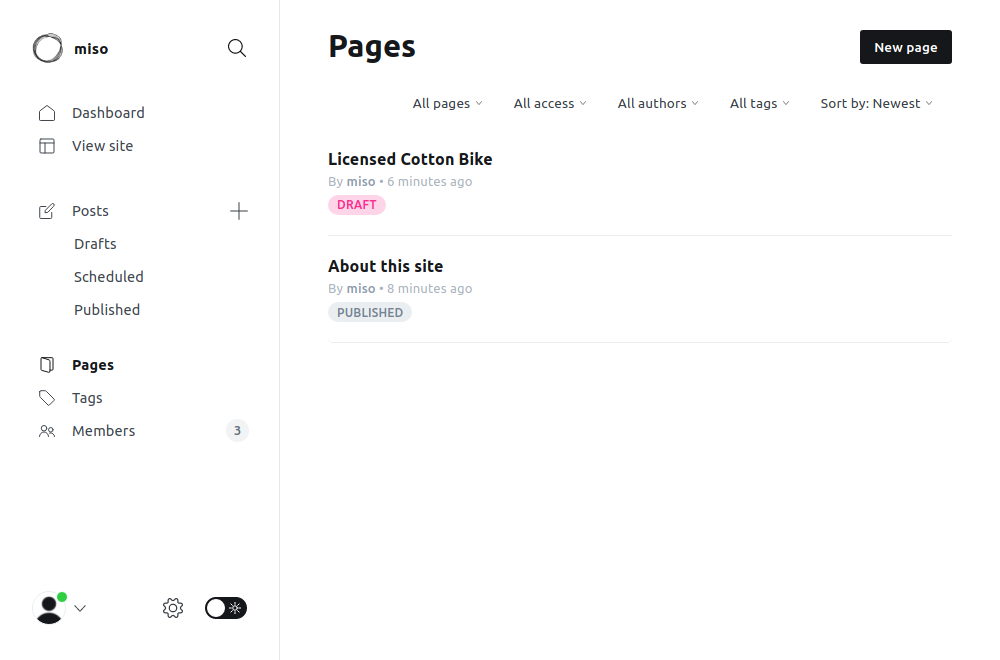 miso
Dashboard
View site
Posts
Drafts
Scheduled
Published
Pages
Tags
Members 3
Pages
New page
All pages All access All authors All tags Sort by: Newest
Licensed Cotton Bike
By miso • 6 minutes ago
DRAFT
About this site
By miso • 8 minutes ago
PUBLISHED